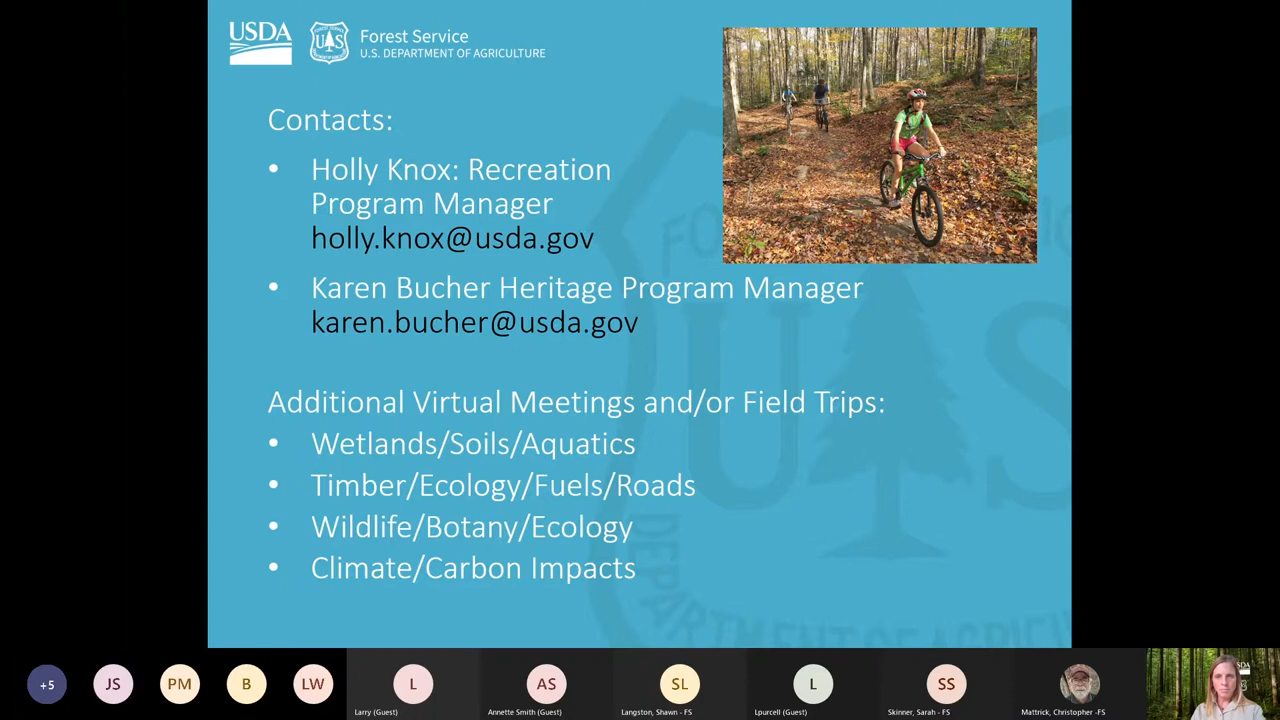 USDA
Forest Service
U.S. DEPARTMENT OF AGRICULTURE
Contacts:
• Holly Knox: Recreation
Program Manager
holly.knox@usda.gov
• Karen Bucher Heritage Program Manager
karen.bucher@usda.gov
Additional Virtual Meetings and/or Field Trips:
• Wetlands/Soils/Aquatics
• Timber/Ecology/Fuels/Roads
• Wildlife/Botany/Ecology
• Climate/Carbon Impacts
+5
JS
PM
B
LW
L
AS
SL
L
SS
Larry (Guest)
Annette Smith (Guest)
Langston, Shawn - FS
Lpurcell (Guest)
Skinner, Sarah - FS
Mattrick, Christopher -FS